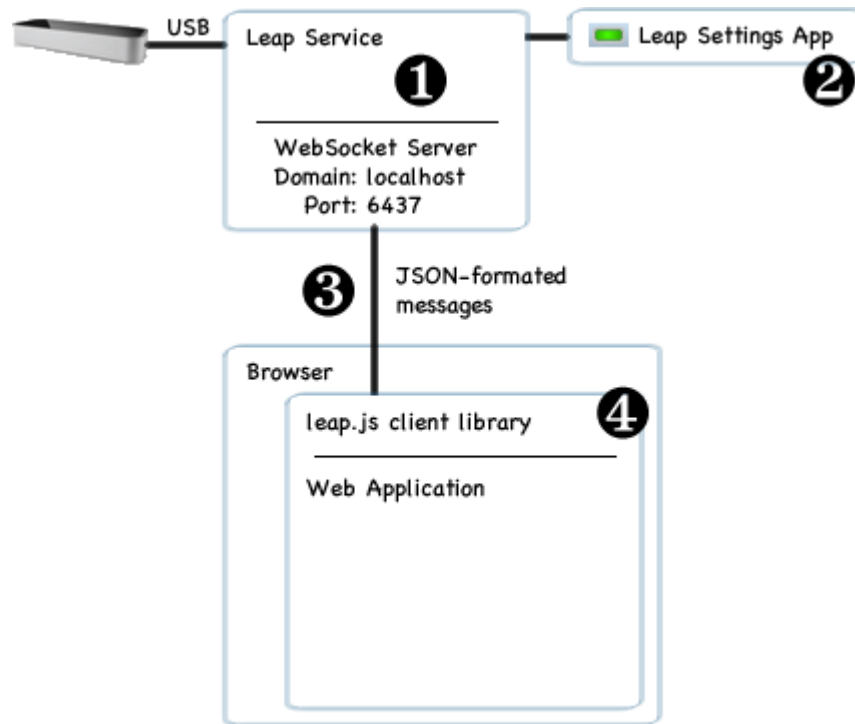 USB
Leap Service
1
Leap Settings App
2
WebSocket Server
Domain: localhost
Port: 6437
3
JSON-formated
messages
Browser
leap.js client library
4
Web Application